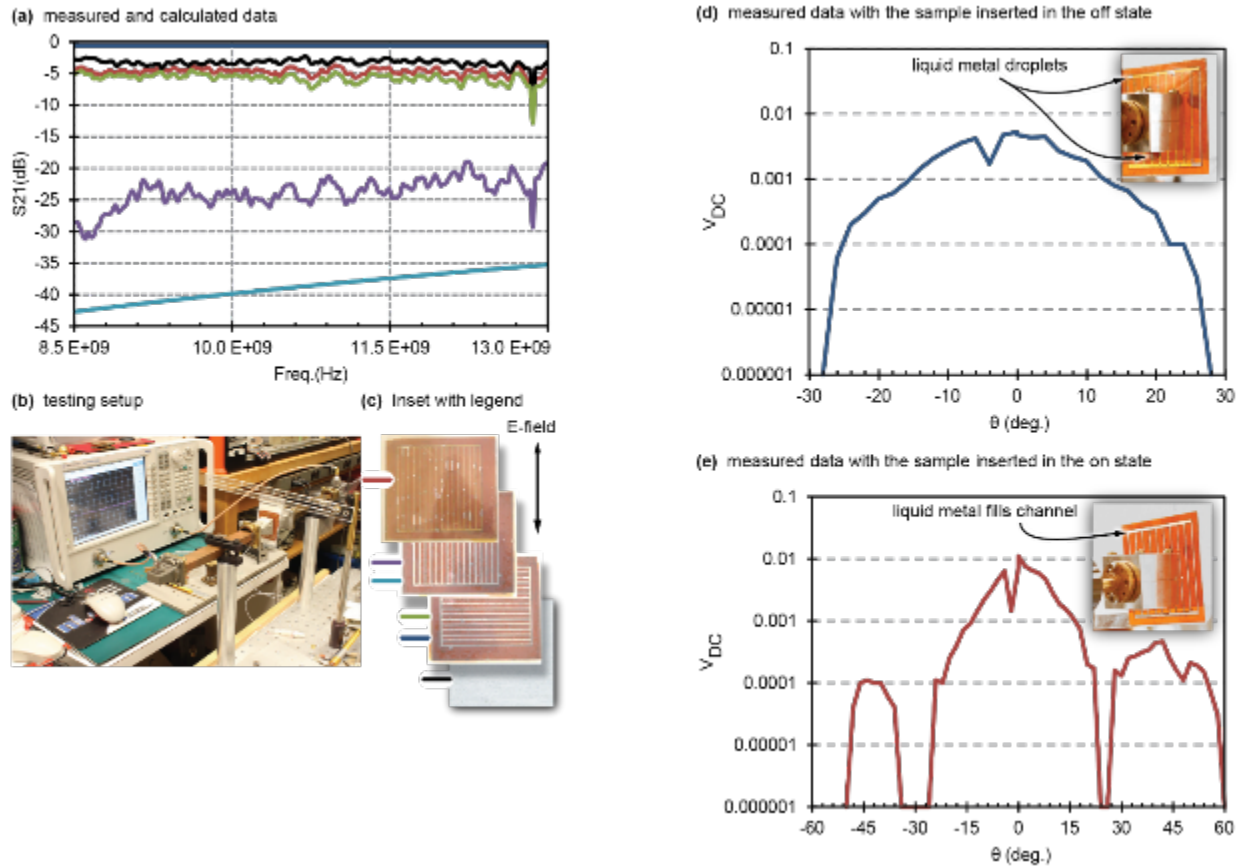 (a) measured and calculated data
0
-5
-10
-15
-20
-25
-30
-35
-40
-45
S21(dB)
8.5 E+09
10.0 E+09
11.5 E+09
13.0 E+09
Freq.(Hz)
(b) testing setup
(c) Inset with legend
E-field
(d) measured data with the sample inserted in the off state
0.1
0.01
0.001
0.0001
0.00001
0.000001
VDC
liquid metal droplets
-30
-20
-10
0
10
20
30
θ (deg.)
(e) measured data with the sample inserted in the on state
0.1
0.01
0.001
0.0001
0.00001
0.000001
VDC
liquid metal fills channel
-60
-45
-30
-15
0
15
30
45
60
θ (deg.)